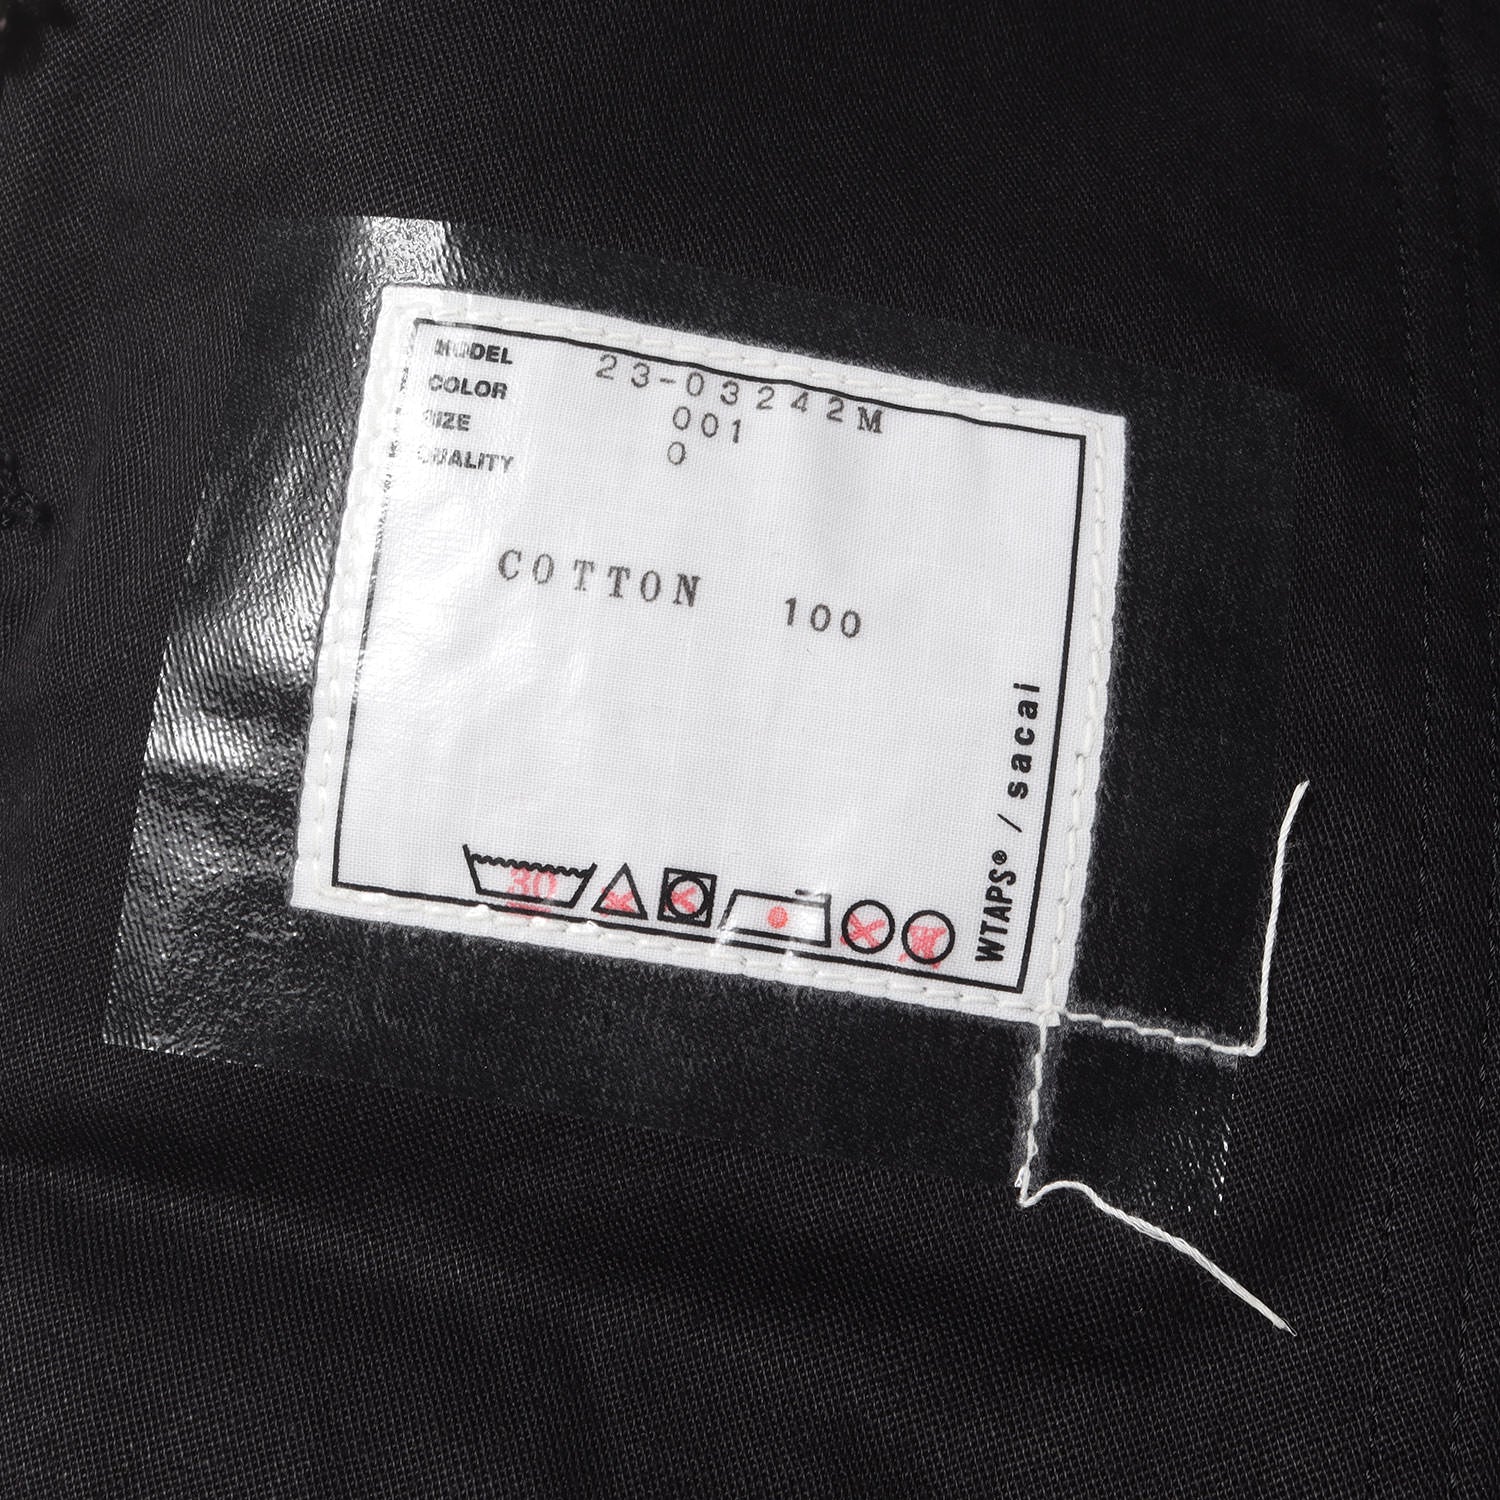 MODEL 23-03242M
COLOR 001
SIZE 0
QUALITY
COTTON 100
30
WTAPS® / sacai